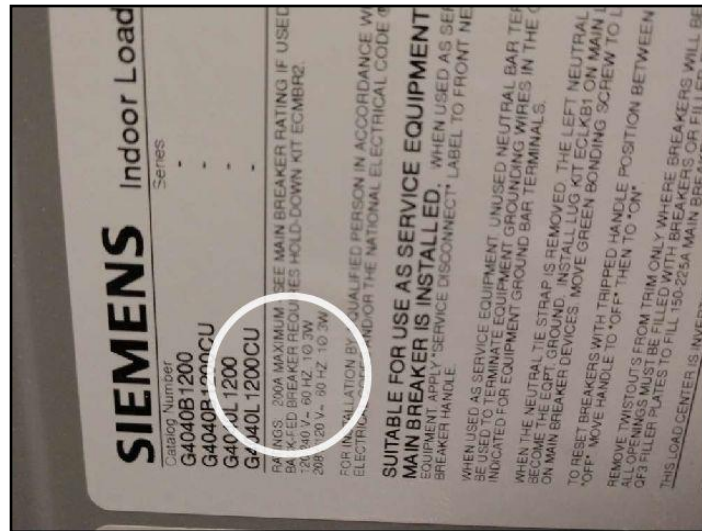 SIEMENS Indoor Load
Catalog Number Series
G4040B1200 -
G4040B1200CU -
G4040L1200 -
G4040L1200CU -
RATINGS 200A MAXIMUM SEE MAIN BREAKER RATING IF USED
BACK-FED BREAKER REQUIRES HOLD-DOWN KIT ECMBR2.
120/240 V~ 60 HZ. 1Ø 3W
208Y/120 V~ 60 HZ. 1Ø 3W
FOR INSTALLATION BY QUALIFIED PERSON IN ACCORDANCE
ELECTRICAL AND/OR THE NATIONAL ELECTRICAL CODE
SUITABLE FOR USE AS SERVICE EQUIPMENT
MAIN BREAKER IS INSTALLED. WHEN USED AS
EQUIPMENT APPLY "SERVICE DISCONNECT" LABEL TO FRONT
BREAKER HANDLE.
WHEN USED AS SERVICE EQUIPMENT UNUSED NEUTRAL BAR
BE USED TO TERMINATE EQUIPMENT GROUNDING WIRES IN THE
INDICATED FOR EQUIPMENT GROUND BAR TERMINALS.
WHEN THE NEUTRAL TIE STRAP IS REMOVED THE LEFT NEUTRAL
BECOME THE EQPT. GROUND. INSTALL LUG KIT ECLKB1 ON MAIN
ON MAIN BREAKER DEVICES. MOVE GREEN BONDING SCREW TO
TO RESET BREAKERS WITH TRIPPED HANDLE POSITION BETWEEN
"OFF" MOVE HANDLE TO "OFF" THEN TO "ON"
REMOVE TWISTOUTS FROM TRIM ONLY WHERE BREAKERS WILL
ALL OPENINGS MUST BE FILLED WITH BREAKERS OR FILLER
QF3 FILLER PLATES TO FILL 150-225A MAIN BREAKER
THIS LOAD CENTER IS